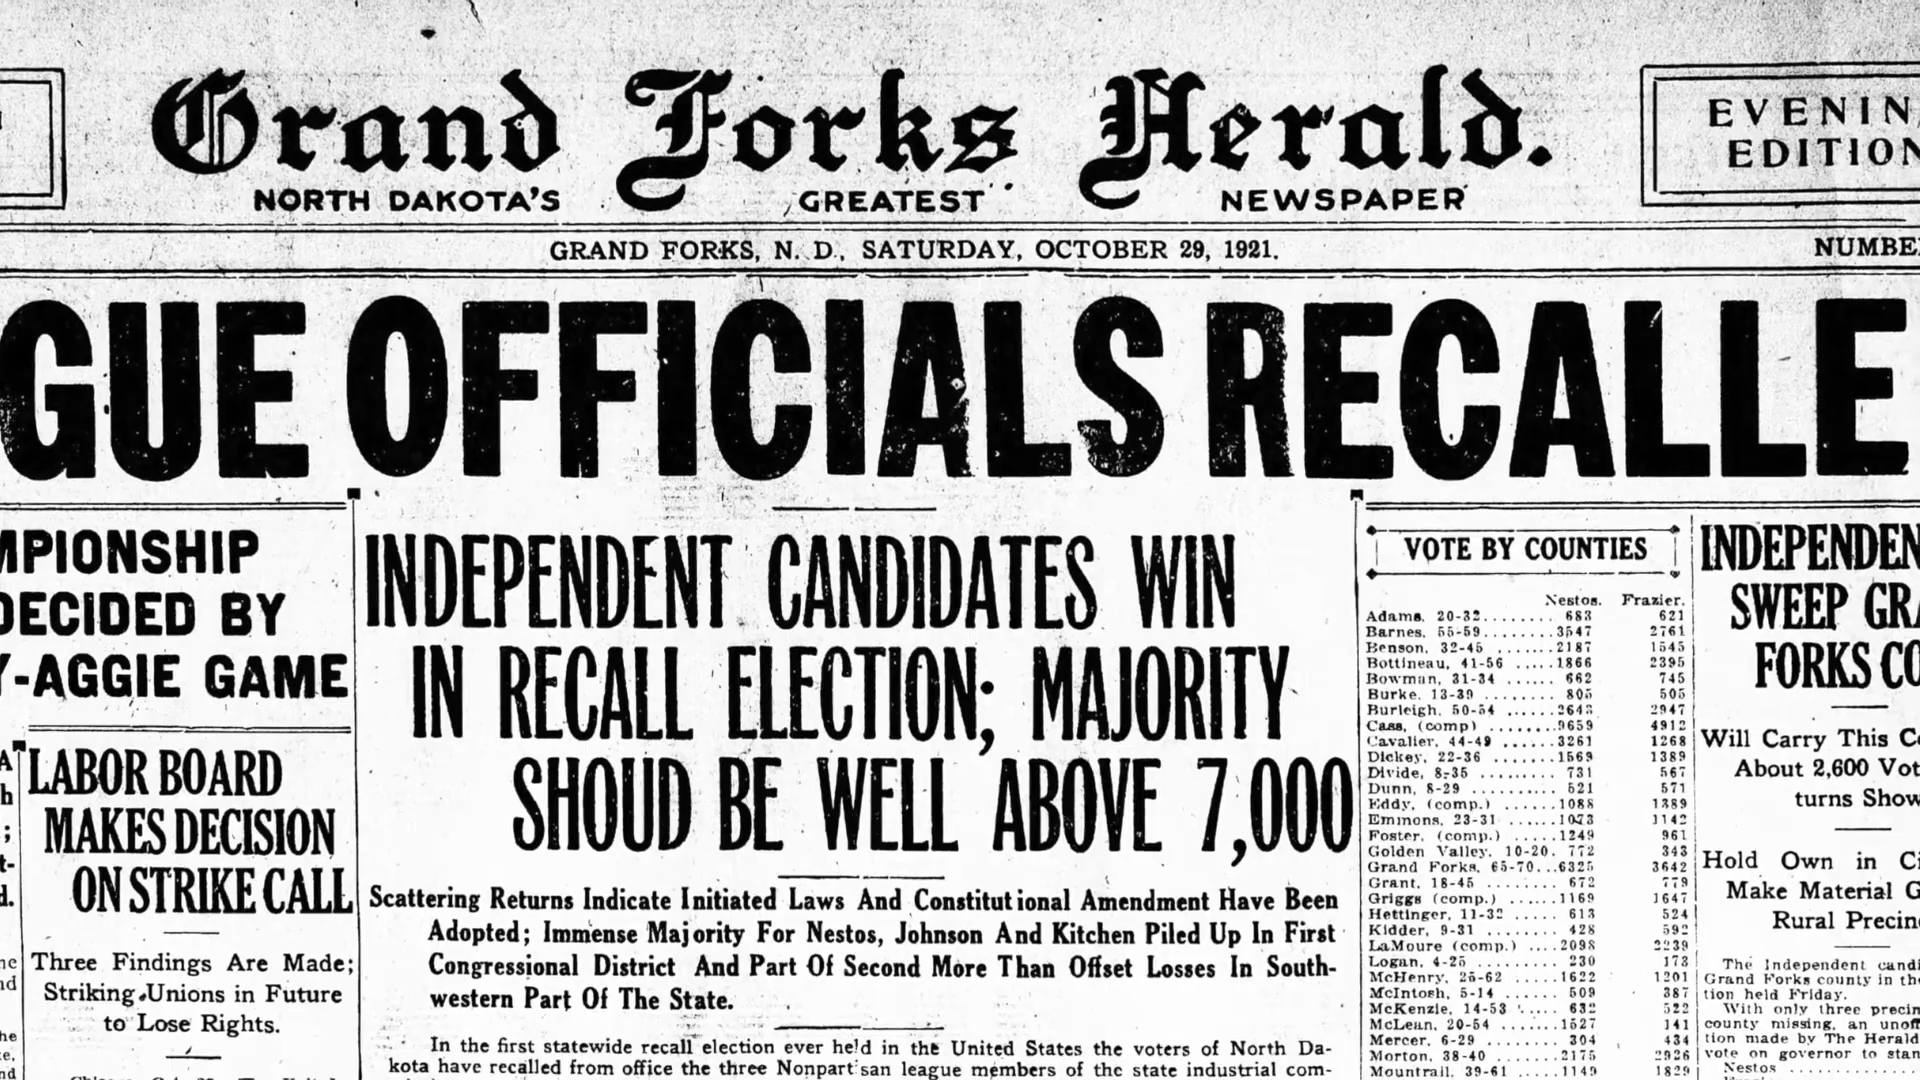 Grand Forks Herald.
NORTH DAKOTA'S GREATEST NEWSPAPER
EVENIN
EDITION
GRAND FORKS, N. D., SATURDAY, OCTOBER 29, 1921.
NUMBE
GUE OFFICIALS RECALLE
MPIONSHIP
DECIDED BY
Y-AGGIE GAME
LABOR BOARD
MAKES DECISION
ON STRIKE CALL
Three Findings Are Made;
Striking Unions in Future
to Lose Rights.
INDEPENDENT CANDIDATES WIN
IN RECALL ELECTION; MAJORITY
SHOUD BE WELL ABOVE 7,000
Scattering Returns Indicate Initiated Laws And Constitutional Amendment Have Been
Adopted; Immense Majority For Nestos, Johnson And Kitchen Piled Up In First
Congressional District And Part Of Second More Than Offset Losses In South-
western Part Of The State.
In the first statewide recall election ever held in the United States the voters of North Da-
kota have recalled from office the three Nonpartisan league members of the state industrial com-
VOTE BY COUNTIES
Nestos. Frazier.
Adams, 20-32........ 683 621
Barnes, 55-59........3547 2761
Benson, 32-45 .......2187 1545
Bottineau, 41-56 .....1866 2395
Bowman, 31-34 ...... 662 745
Burke, 13-39 ........ 805 505
Burleigh, 50-54 ......2643 2947
Cass, (comp) ........9659 4912
Cavalier, 44-49 ......3261 1268
Dickey, 22-36 .......1569 1389
Divide, 8-35 ......... 731 567
Dunn, 8-29 .......... 521 571
Eddy, (comp.) ......1088 1389
Emmons, 23-31 .....1073 1142
Foster, (comp.) .....1249 961
Golden Valley, 10-20. 772 343
Grand Forks, 65-70...6325 3642
Grant, 18-45 ........ 672 779
Griggs (comp.) ......1169 1647
Hettinger, 11-32 ..... 613 524
Kidder, 9-31 ........ 428 592
LaMoure (comp.) ....2098 2239
Logan, 4-25 ......... 230 173
McHenry, 25-62 .....1622 1201
McIntosh, 5-14 ...... 509 387
McKenzie, 14-53 ..... 632 522
McLean, 20-54 ......1527 141
Mercer, 6-29 ........ 304 434
Morton, 38-40 .......2175 2926
Mountrail, 39-61 .....1149 1829
INDEPENDEN
SWEEP GRA
FORKS CO
Will Carry This Co
About 2,600 Vot
turns Show
Hold Own in Ci
Make Material G
Rural Precin
The Independent candi
Grand Forks county in the
tion held Friday.
With only three precin
county missing, an unoff
tion made by The Herald
vote on governor to stan
Nestos